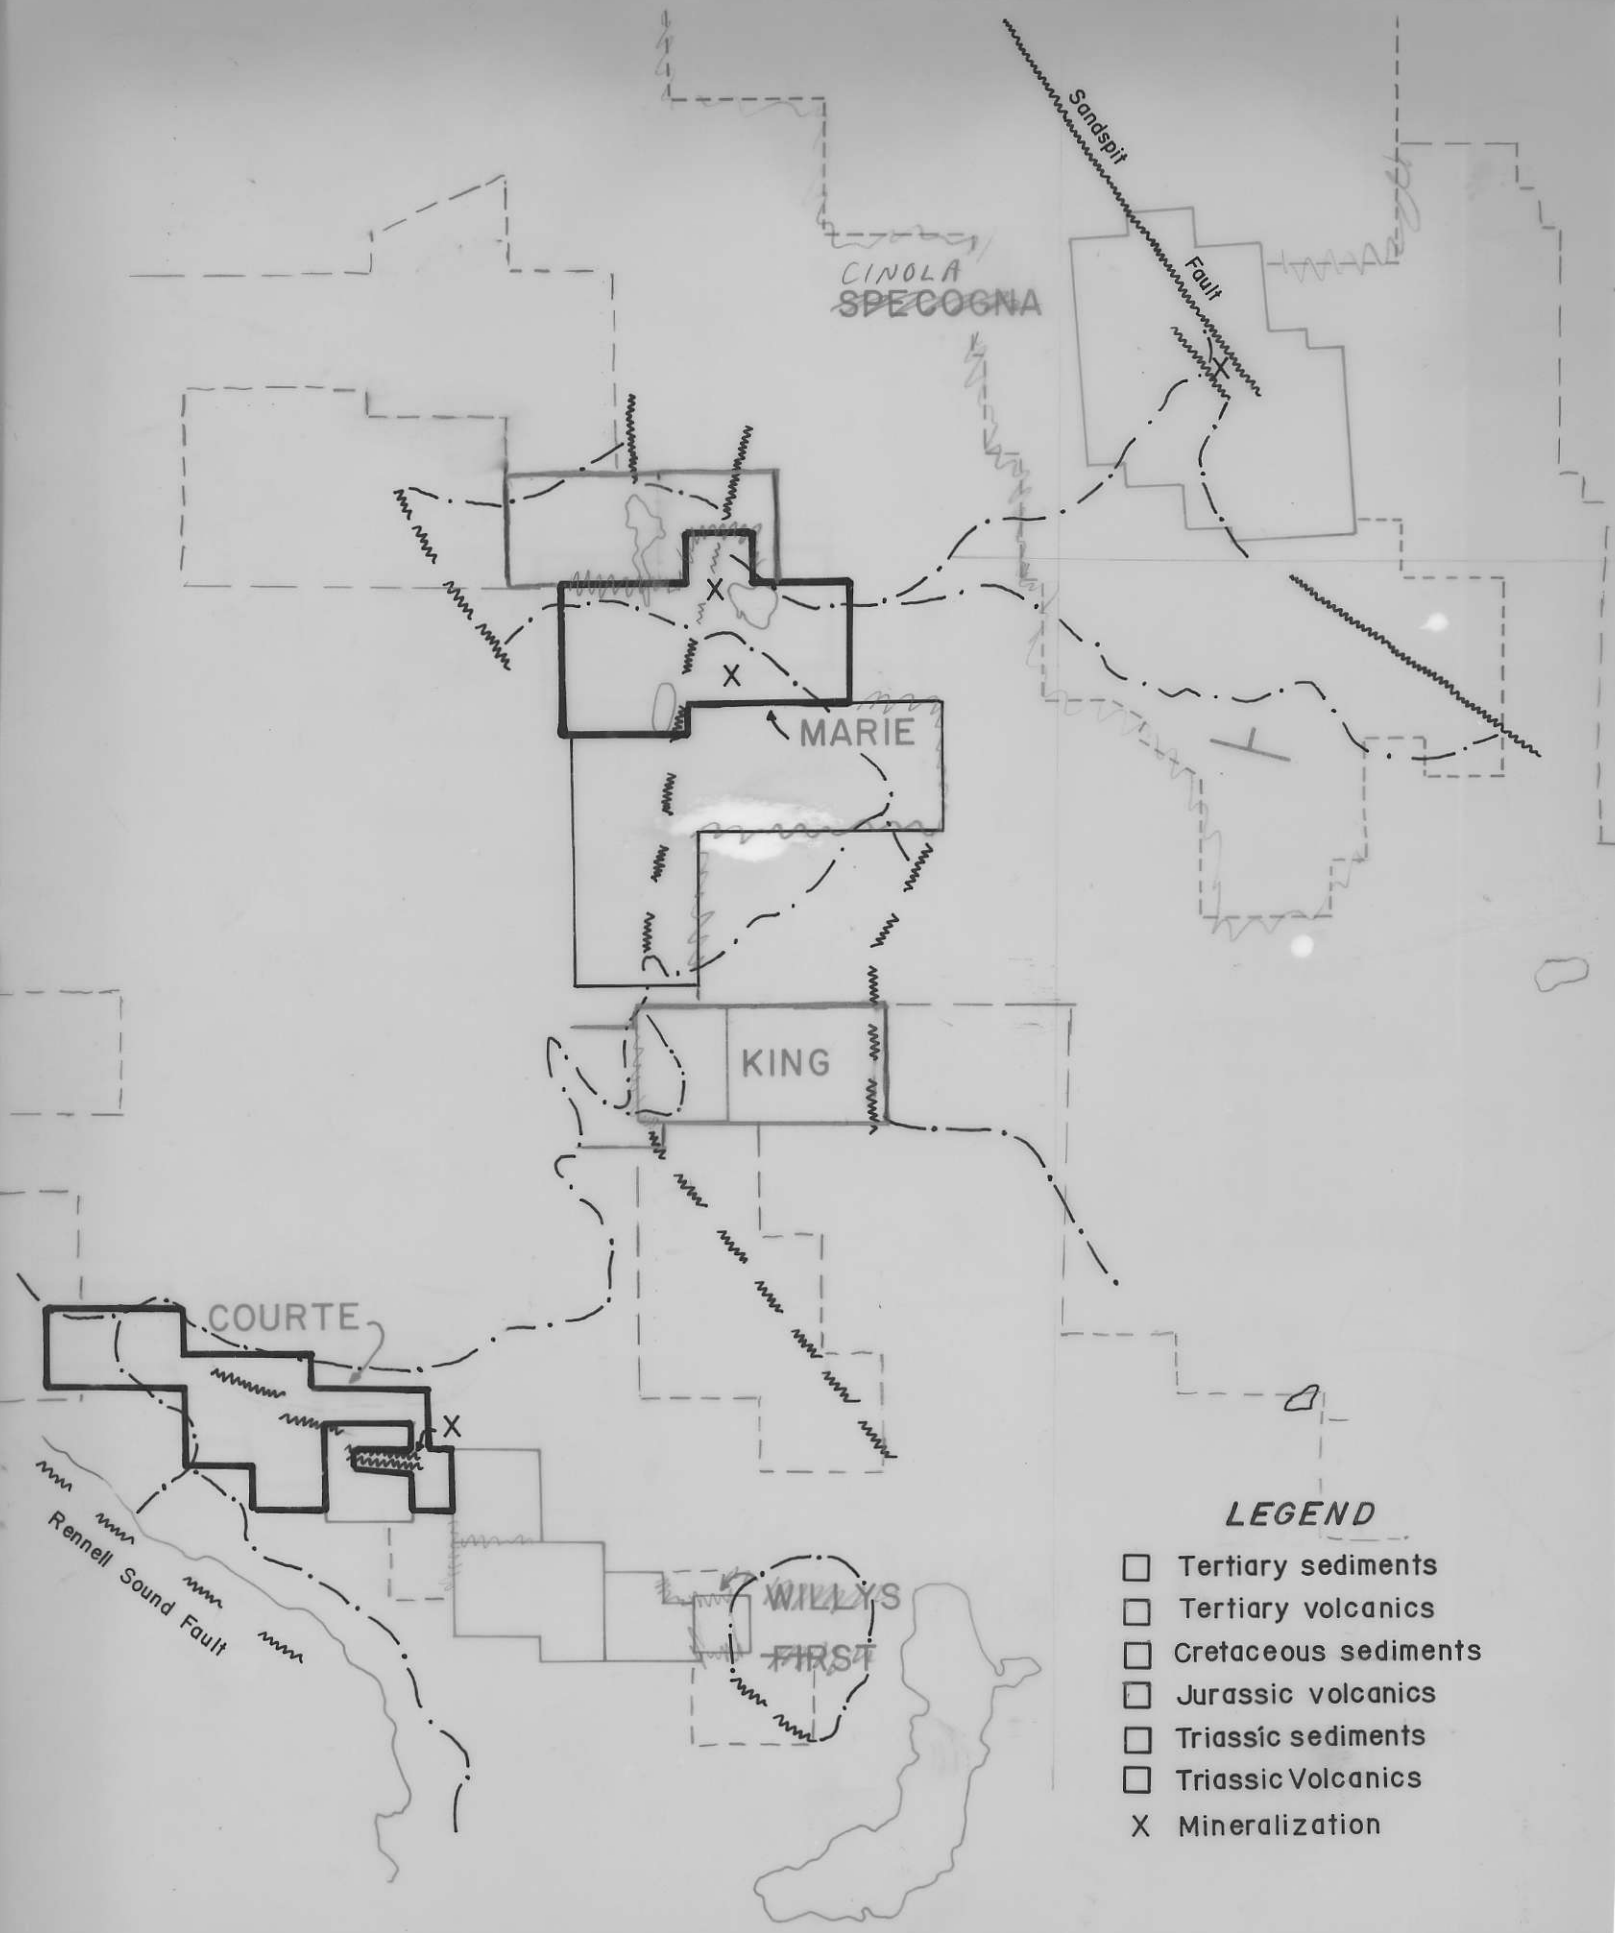 Sandspit
Fault
CINOLA
SPECOGNA
X
X
X
MARIE
KING
COURTE
X
Rennell Sound Fault
WILLYS
FIRST
LEGEND
Tertiary sediments
Tertiary volcanics
Cretaceous sediments
Jurassic volcanics
Triassic sediments
Triassic Volcanics
X Mineralization